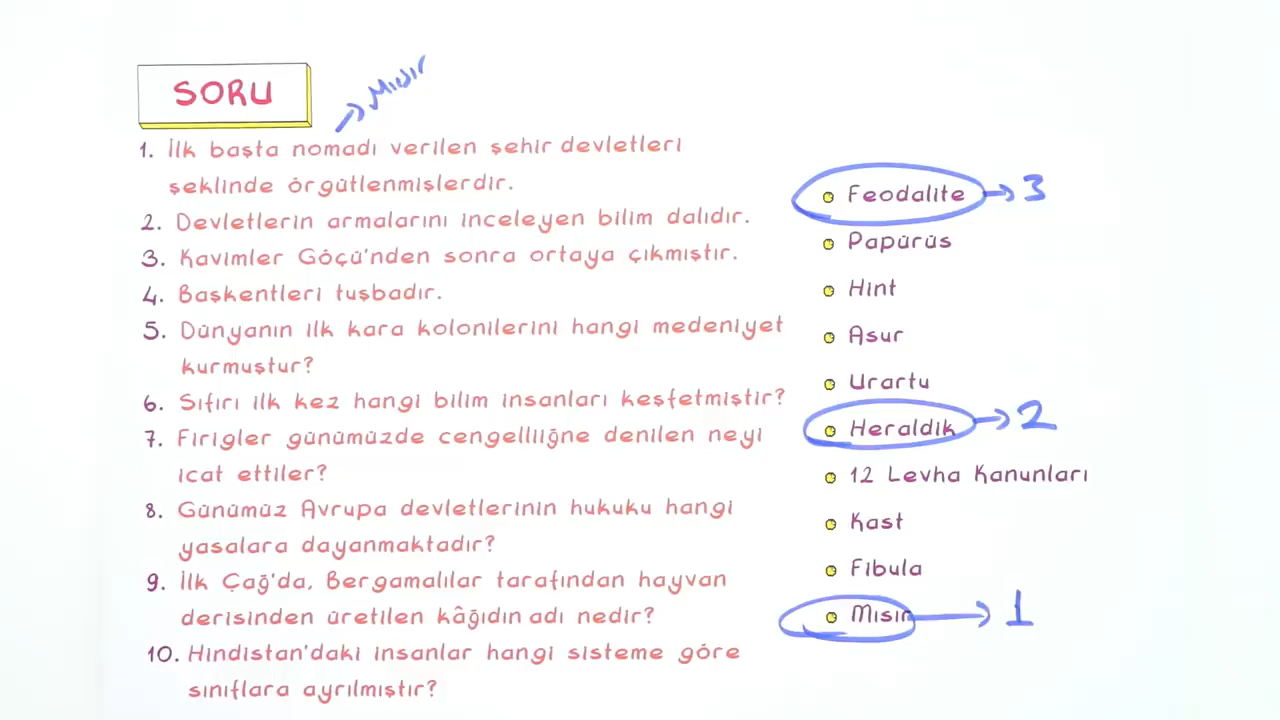 SORU
Mısır
1. İlk başta nomadı verilen şehir devletleri
şeklinde örgütlenmişlerdir.
2. Devletlerin armalarını inceleyen bilim dalıdır.
3. Kavimler Göçü'nden sonra ortaya çıkmıştır.
4. Başkentleri tuşbadır.
5. Dünyanın ilk kara kolonilerini hangi medeniyet
kurmuştur?
6. Sıfırı ilk kez hangi bilim insanları keşfetmiştir?
7. Firigler günümüzde cengelliiğne denilen neyi
icat ettiler?
8. Günümüz Avrupa devletlerinin hukuku hangi
yasalara dayanmaktadır?
9. İlk Çağ'da, Bergamalılar tarafından hayvan
derisinden üretilen kâğıdın adı nedir?
10. Hindistan'daki insanlar hangi sisteme göre
sınıflara ayrılmıştır?
Feodalite 3
Papürüs
Hint
Asur
Urartu
Heraldik 2
12 Levha Kanunları
Kast
Fibula
Mısır 1